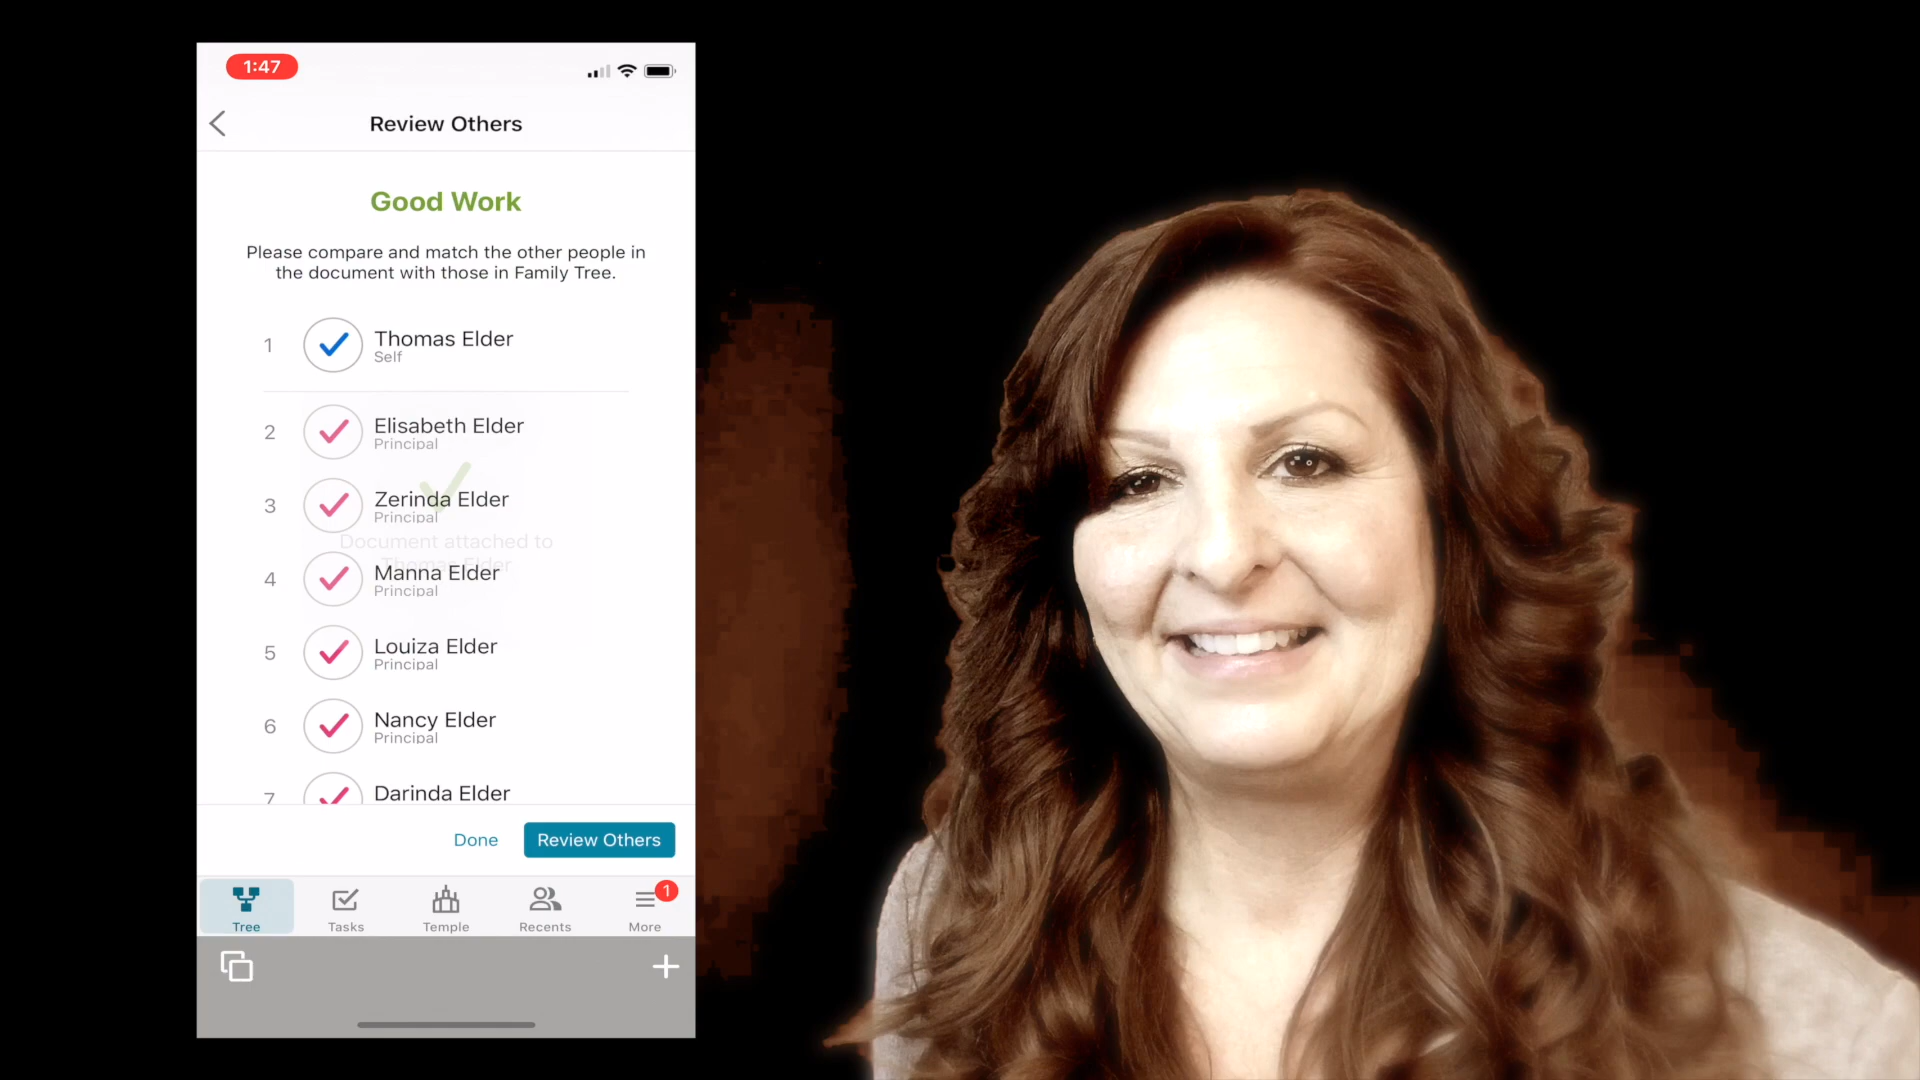 1:47
Review Others
Good Work
Please compare and match the other people in
the document with those in Family Tree.
1
Thomas Elder
Self
2
Elisabeth Elder
Principal
3
Zerinda Elder
Principal
Document attached to
Thomas Elder
4
Manna Elder
Principal
5
Louiza Elder
Principal
6
Nancy Elder
Principal
7
Darinda Elder
Done
Review Others
1
Tree
Tasks
Temple
Recents
More